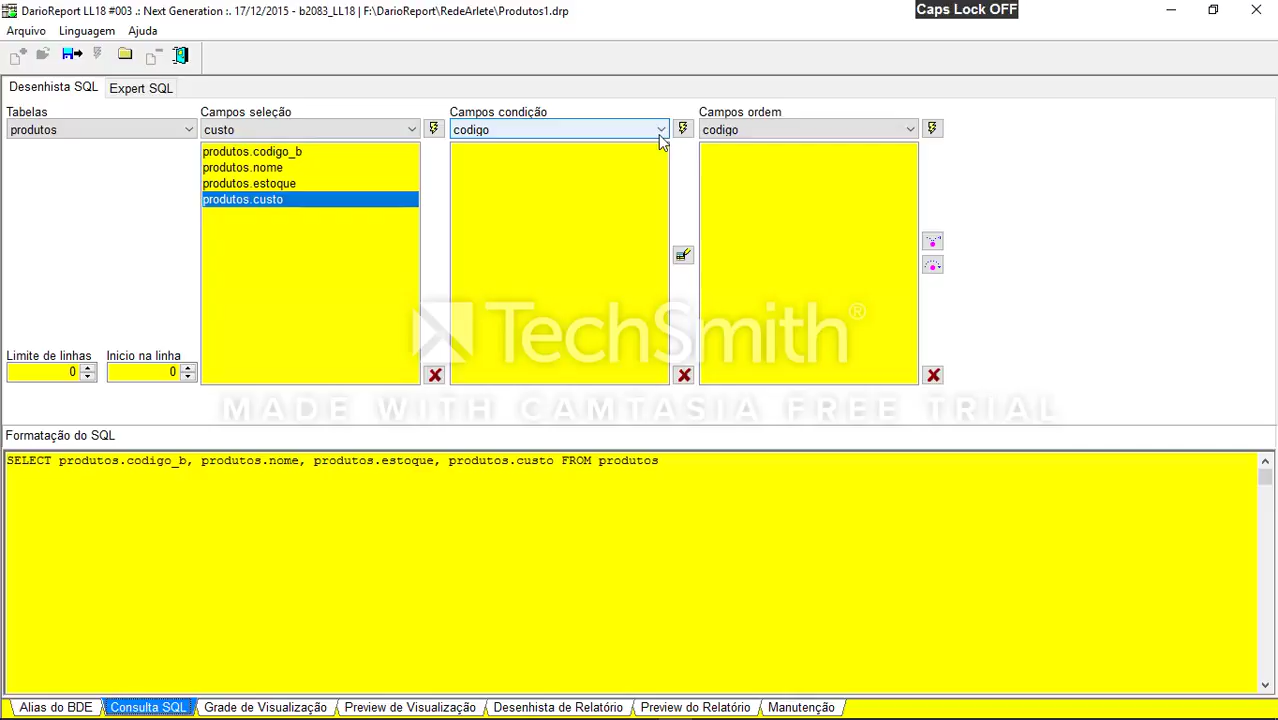 DarioReport LL18 #003 .: Next Generation :. 17/12/2015 - b2083_LL18 | F:\DarioReport\RedeArlete\Produtos1.drp
Caps Lock OFF
Arquivo Linguagem Ajuda
Desenhista SQL Expert SQL
Tabelas Campos seleção Campos condição Campos ordem
produtos custo codigo codigo
produtos.codigo_b
produtos.nome
produtos.estoque
produtos.custo
TechSmith®
Limite de linhas Inicio na linha
0 0
MADE WITH CAMTASIA FREE TRIAL
Formatação do SQL
SELECT produtos.codigo_b, produtos.nome, produtos.estoque, produtos.custo FROM produtos
Alias do BDE Consulta SQL Grade de Visualização Preview de Visualização Desenhista de Relatório Preview do Relatório Manutenção